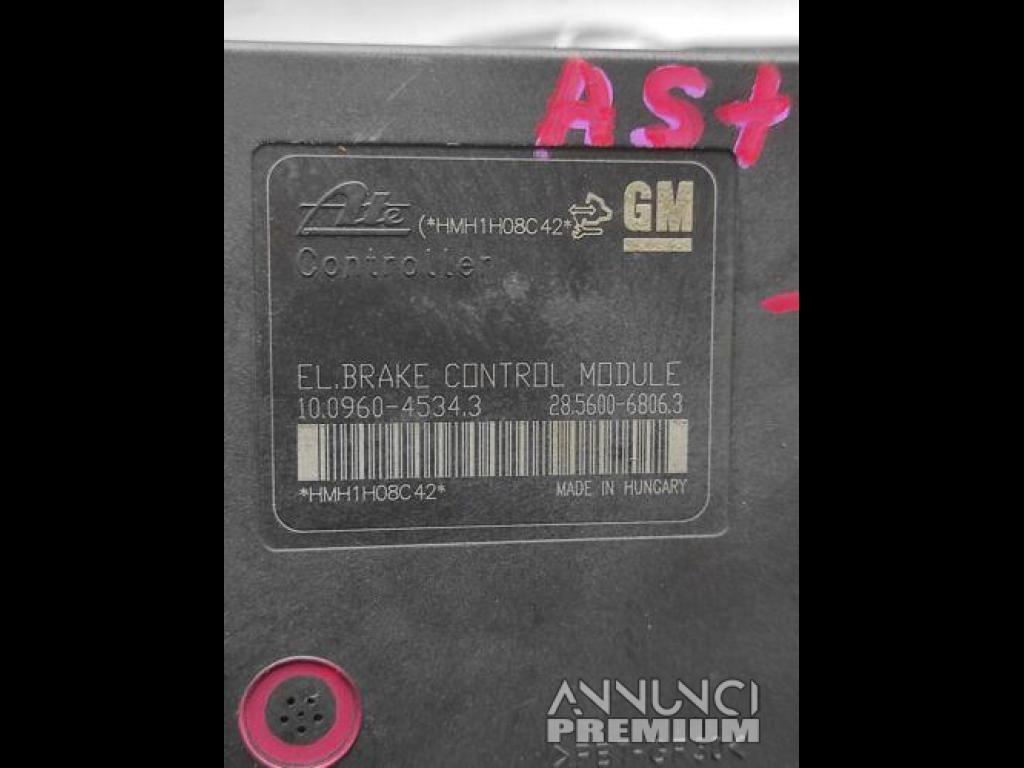 AST
Ate (*HMH1H08C42* GM
Controller
EL.BRAKE CONTROL MODULE
10.0960-4534.3 28.5600-6806.3
*HMH1H08C42* MADE IN HUNGARY
ANNUNCI
PREMIUM